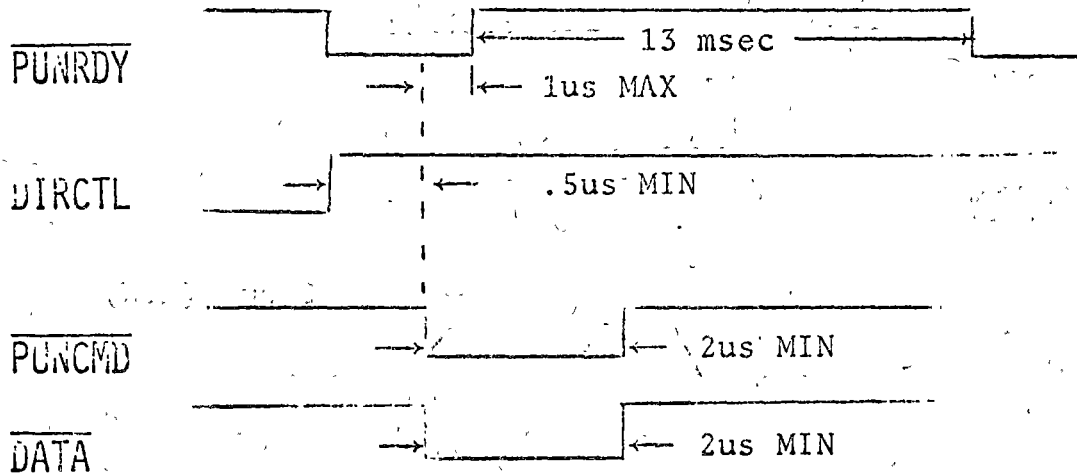 PUNRDY
13 msec
1us MAX
DIRCTL
.5us MIN
PUNCMD
2us MIN
DATA
2us MIN